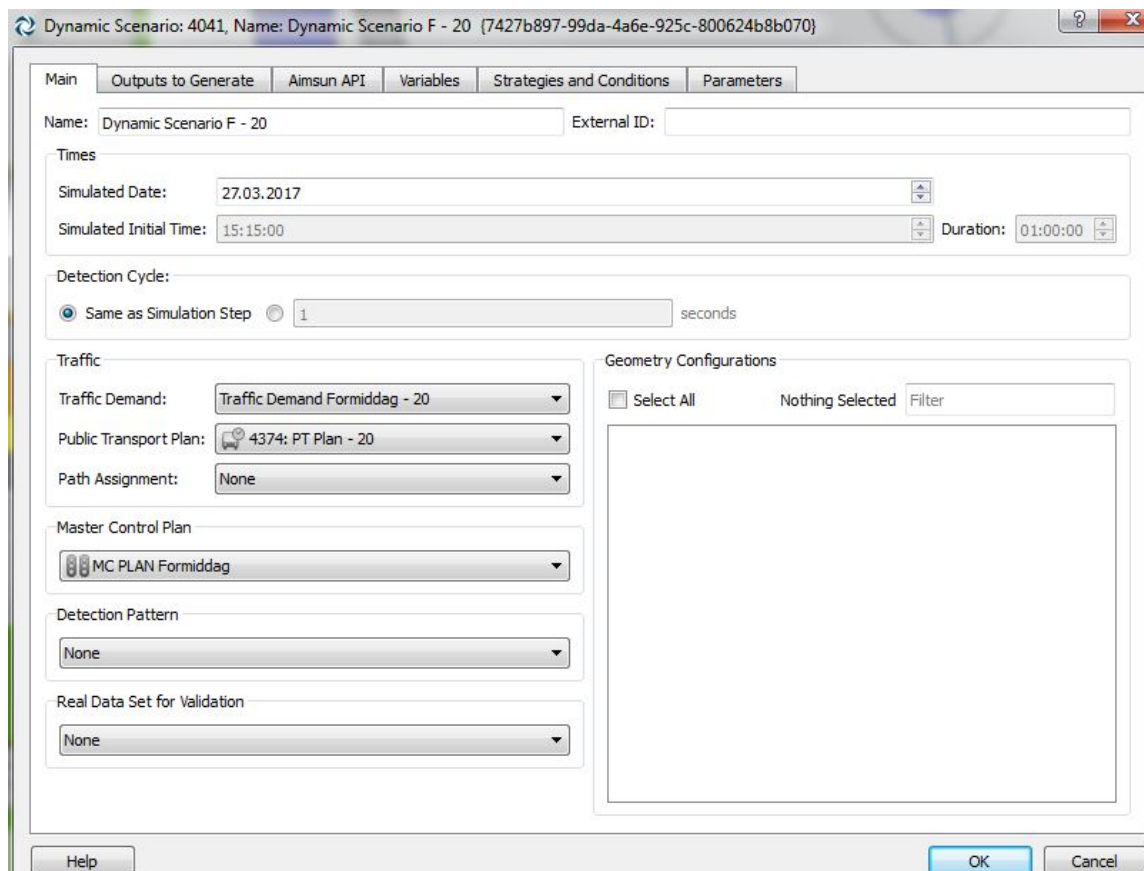 Dynamic Scenario: 4041, Name: Dynamic Scenario F - 20 {7427b897-99da-4a6e-925c-800624b8b070}
Main Outputs to Generate Aimsun API Variables Strategies and Conditions Parameters
Name: Dynamic Scenario F - 20 External ID:
Times
Simulated Date: 27.03.2017
Simulated Initial Time: 15:15:00 Duration: 01:00:00
Detection Cycle:
Same as Simulation Step 1 seconds
Traffic
Traffic Demand: Traffic Demand Formiddag - 20
Public Transport Plan: 4374: PT Plan - 20
Path Assignment: None
Master Control Plan
MC PLAN Formiddag
Detection Pattern
None
Real Data Set for Validation
None
Geometry Configurations
Select All Nothing Selected Filter
Help OK Cancel